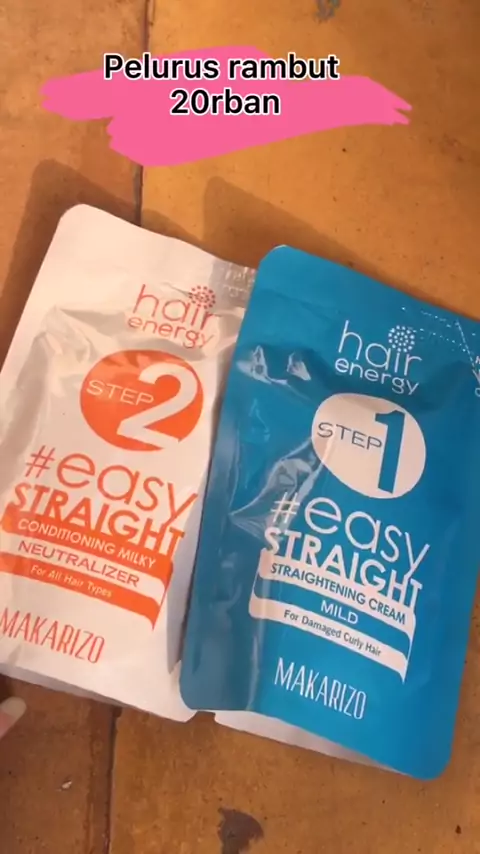 Pelurus rambut
20rban
hair
energy
STEP 2
#easy
STRAIGHT
CONDITIONING MILKY
NEUTRALIZER
For All Hair Types
MAKARIZO
hair
energy
STEP 1
#easy
STRAIGHT
STRAIGHTENING CREAM
MILD
For Damaged Curly Hair
MAKARIZO